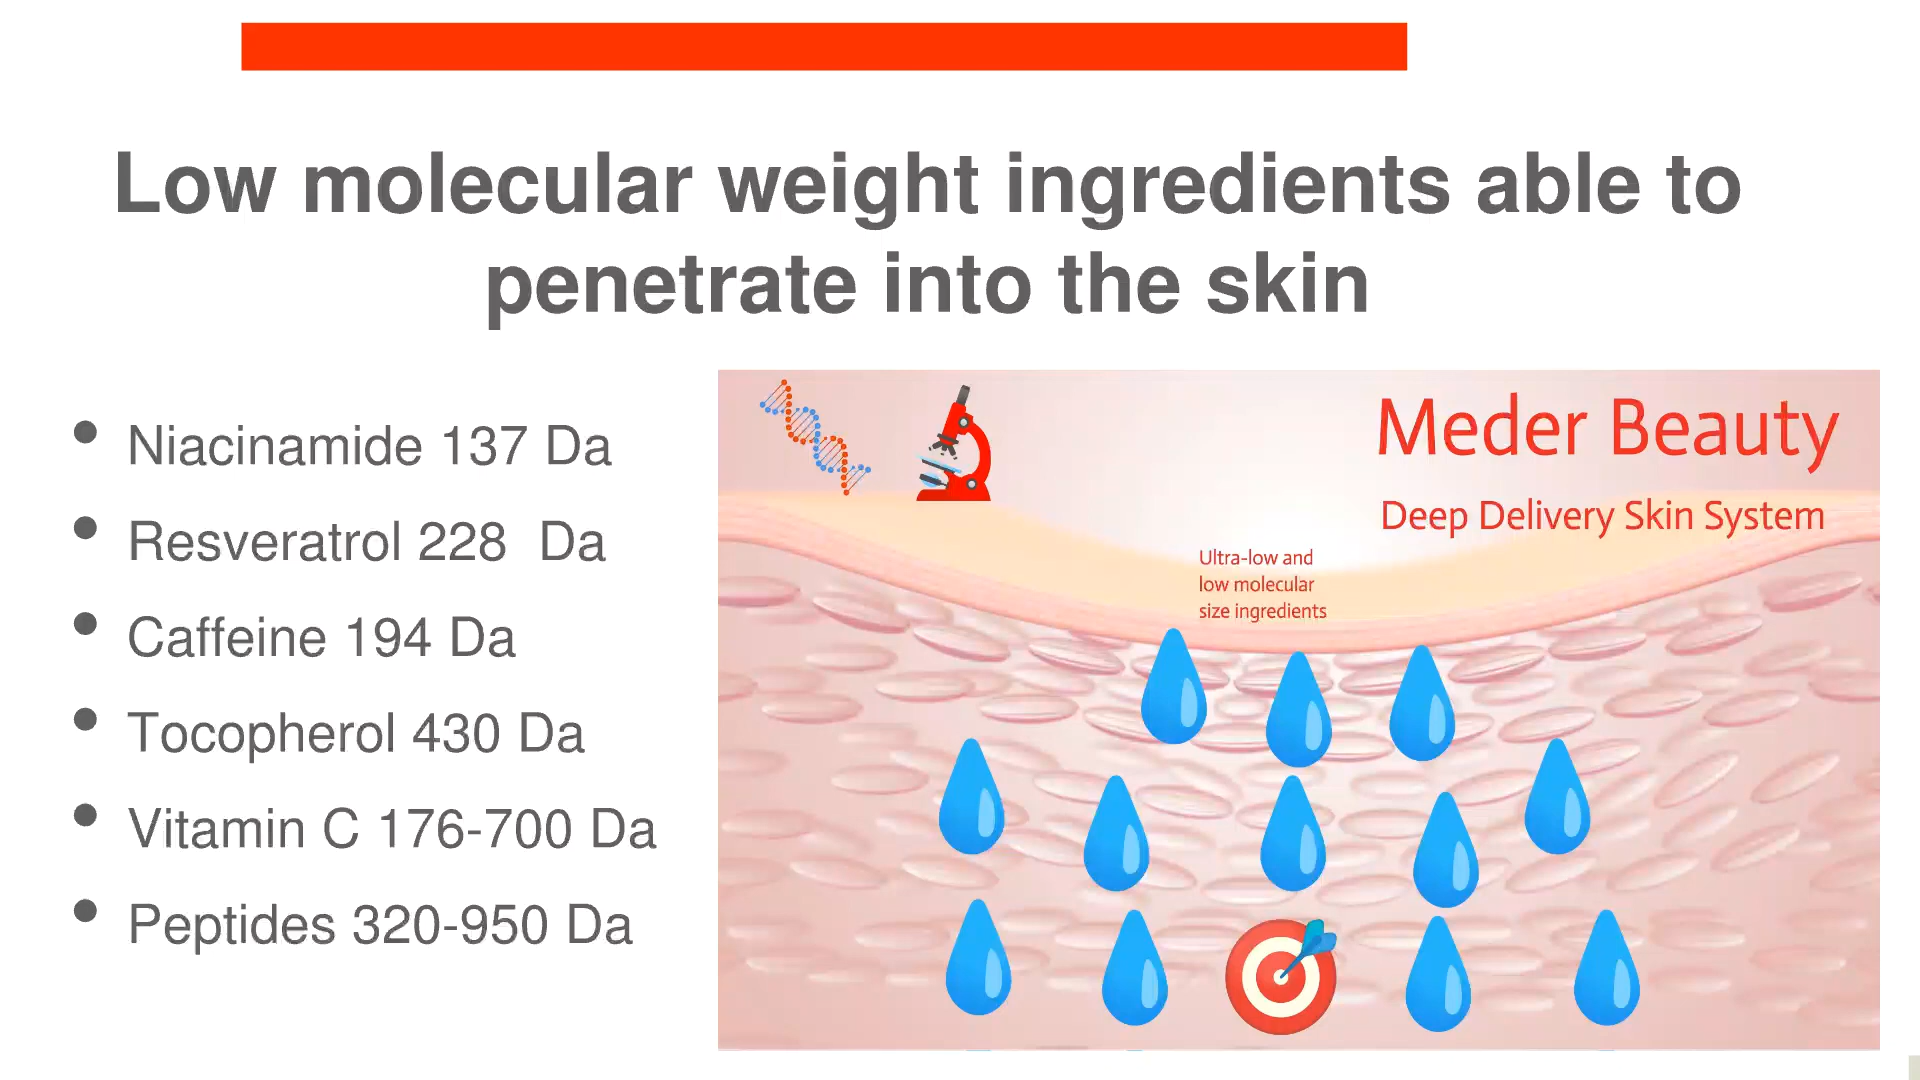 Low molecular weight ingredients able to
penetrate into the skin
• Niacinamide 137 Da
• Resveratrol 228  Da
• Caffeine 194 Da
• Tocopherol 430 Da
• Vitamin C 176-700 Da
• Peptides 320-950 Da
Meder Beauty
Deep Delivery Skin System
Ultra-low and
low molecular
size ingredients